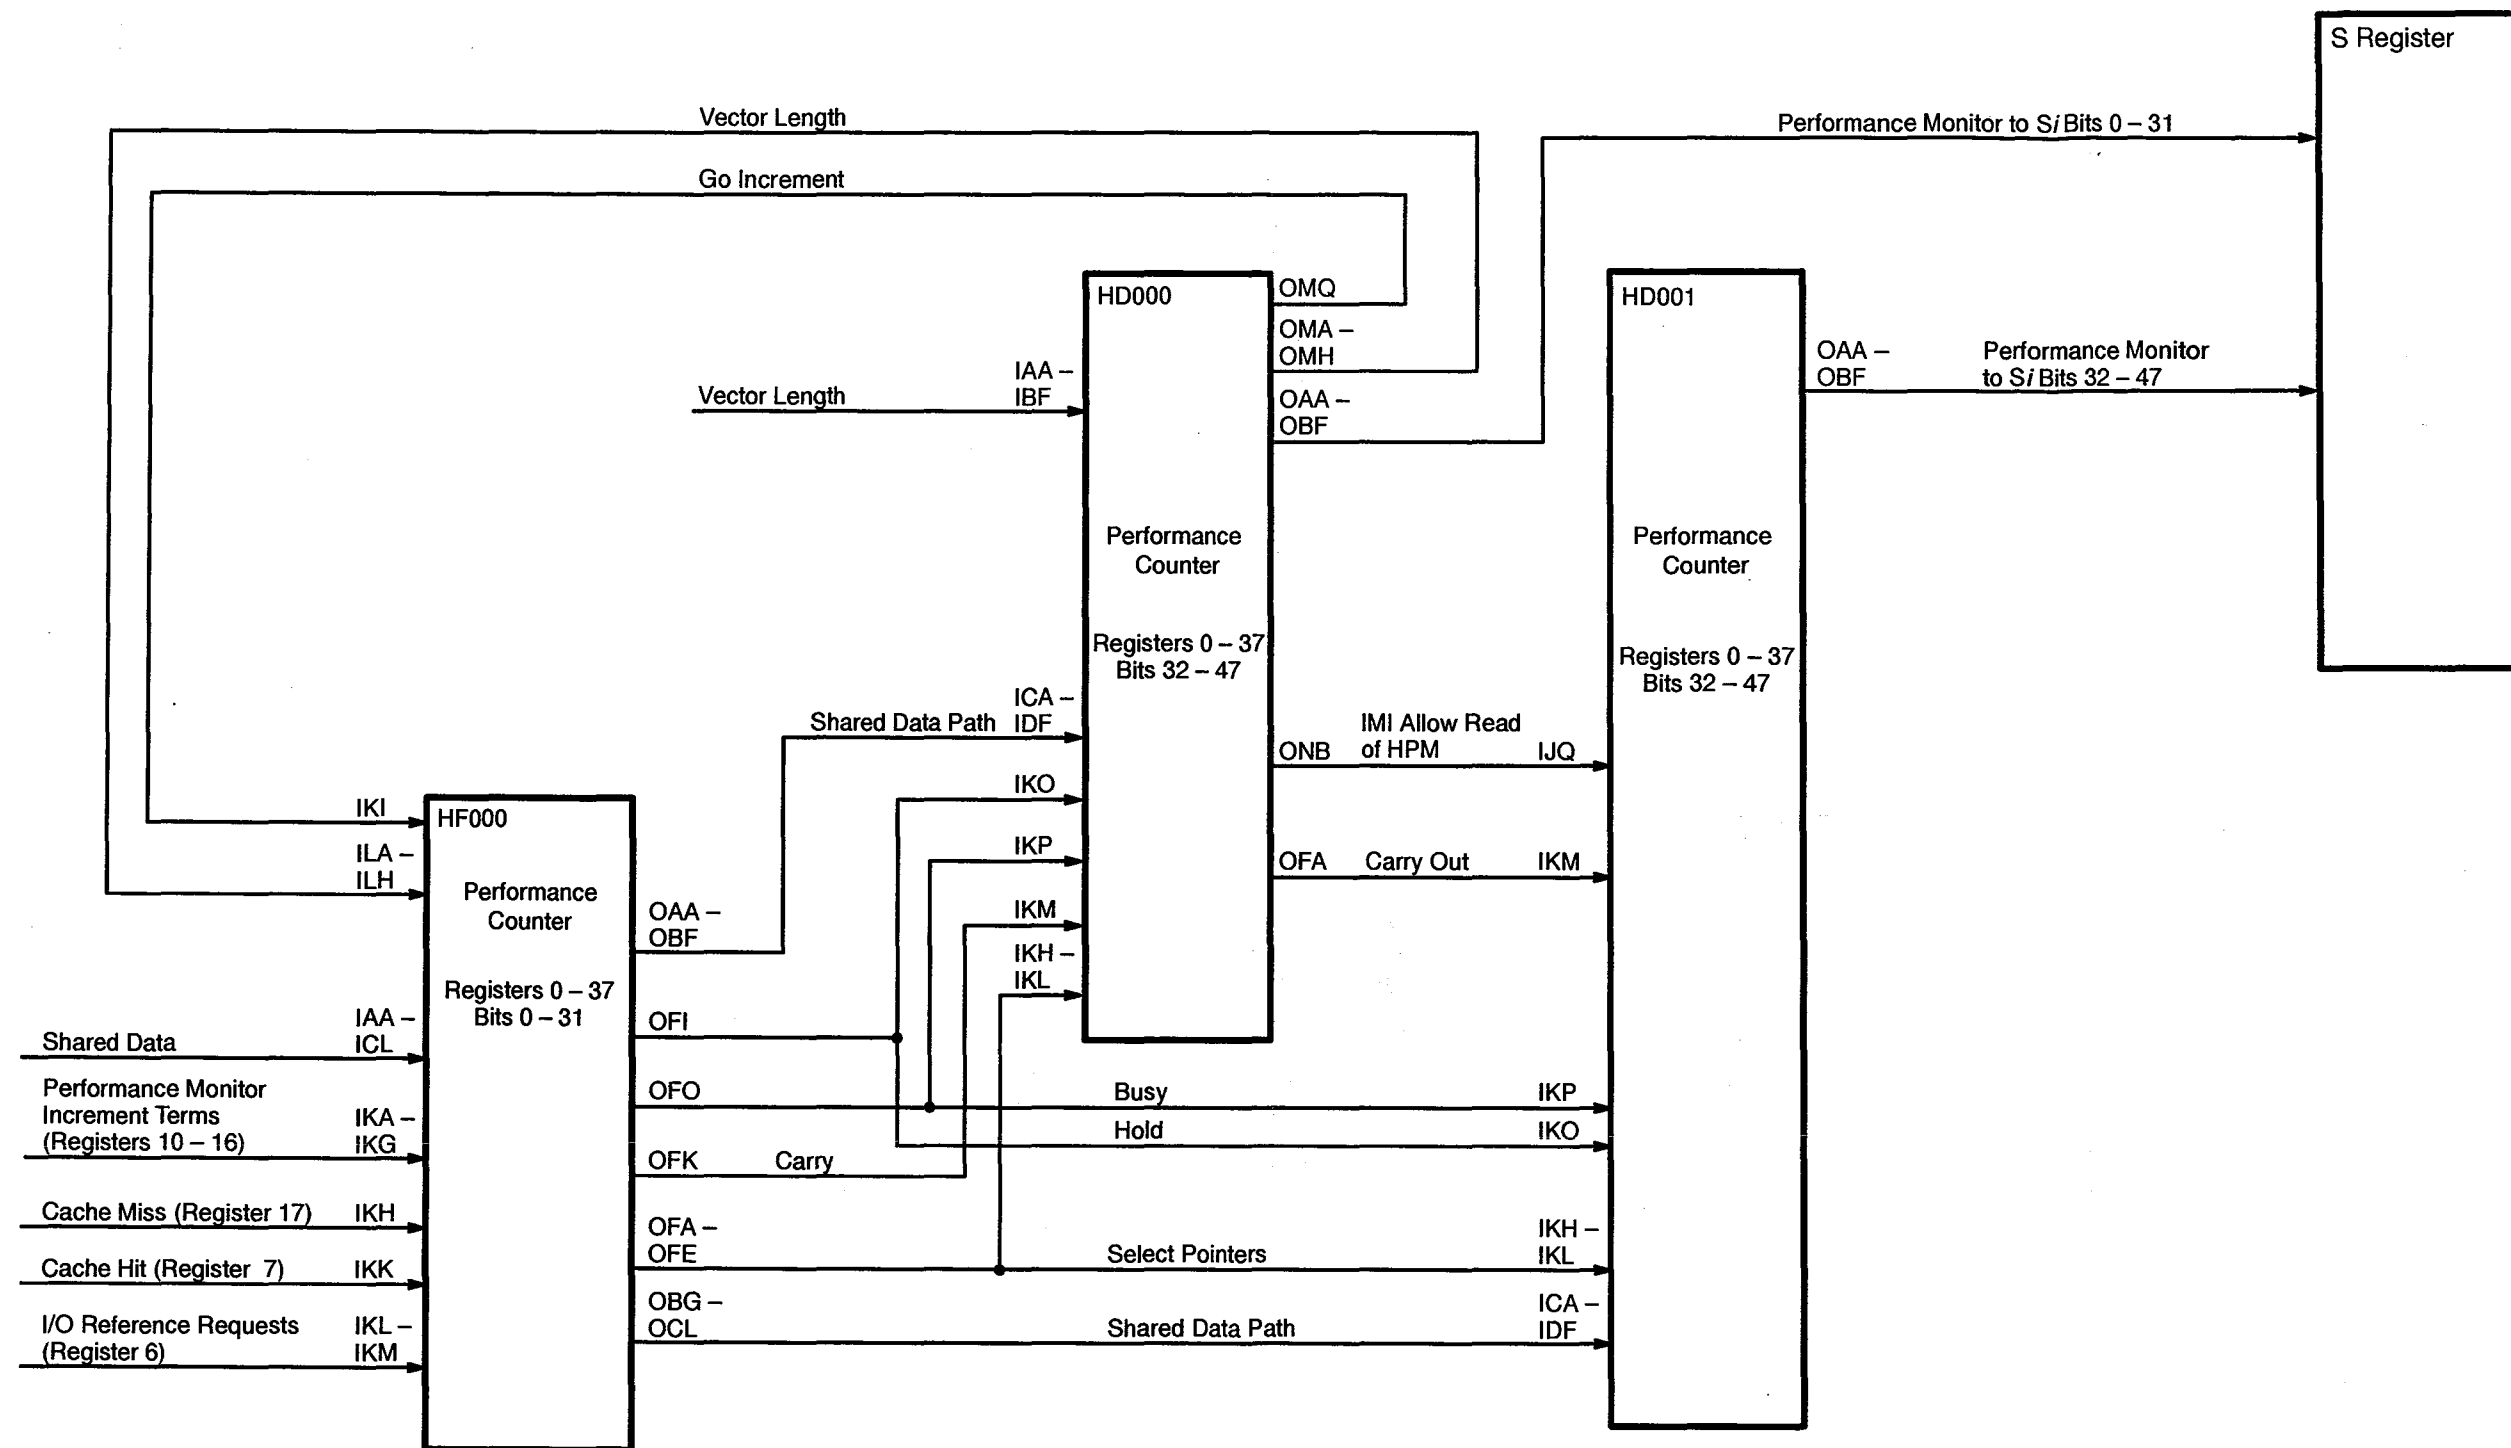 S Register
Vector Length
Performance Monitor to Si Bits 0 – 31
Go Increment
HD000
OMQ
OMA –
OMH
OAA –
OBF
IAA –
IBF
Vector Length
Performance
Counter
Registers 0 – 37
Bits 32 – 47
HD001
OAA –
OBF
Performance Monitor
to Si Bits 32 – 47
Performance
Counter
Registers 0 – 37
Bits 32 – 47
ICA –
Shared Data Path IDF
IKO
IKP
IKM
IKH –
IKL
ONB
IMI Allow Read
of HPM
IJQ
OFA Carry Out IKM
IKI
ILA –
ILH
HF000
Performance
Counter
Registers 0 – 37
Bits 0 – 31
OAA –
OBF
OFI
OFO Busy IKP
Hold IKO
OFK Carry
OFA –
OFE Select Pointers
IKH –
IKL
OBG –
OCL Shared Data Path
ICA –
IDF
IAA –
Shared Data ICL
Performance Monitor
Increment Terms IKA –
(Registers 10 – 16) IKG
Cache Miss (Register 17) IKH
Cache Hit (Register 7) IKK
I/O Reference Requests IKL –
(Register 6) IKM